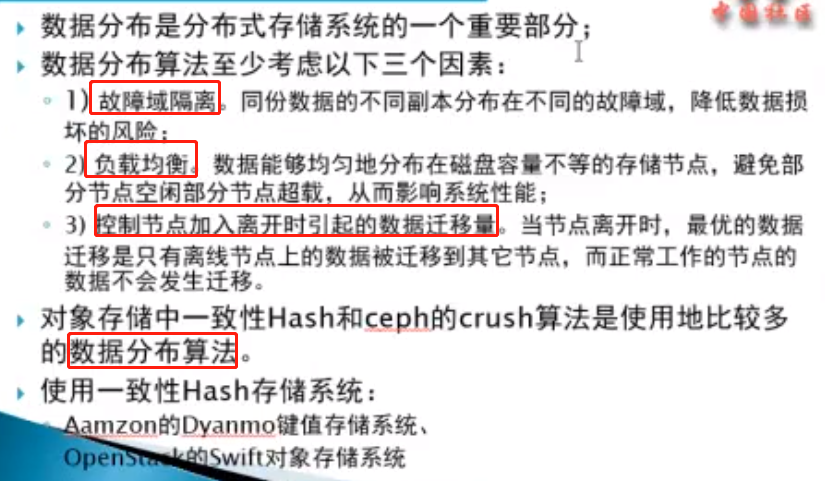 中国社区
数据分布是分布式存储系统的一个重要部分；
数据分布算法至少考虑以下三个因素：
1) 故障域隔离。同份数据的不同副本分布在不同的故障域，降低数据损
坏的风险；
2) 负载均衡。数据能够均匀地分布在磁盘容量不等的存储节点，避免部
分节点空闲部分节点超载，从而影响系统性能；
3) 控制节点加入离开时引起的数据迁移量。当节点离开时，最优的数据
迁移是只有离线节点上的数据被迁移到其它节点，而正常工作的节点的
数据不会发生迁移。
对象存储中一致性Hash和ceph的crush算法是使用地比较多
的数据分布算法。
使用一致性Hash存储系统：
Aamzon的Dyanmo键值存储系统、
OpenStack的Swift对象存储系统